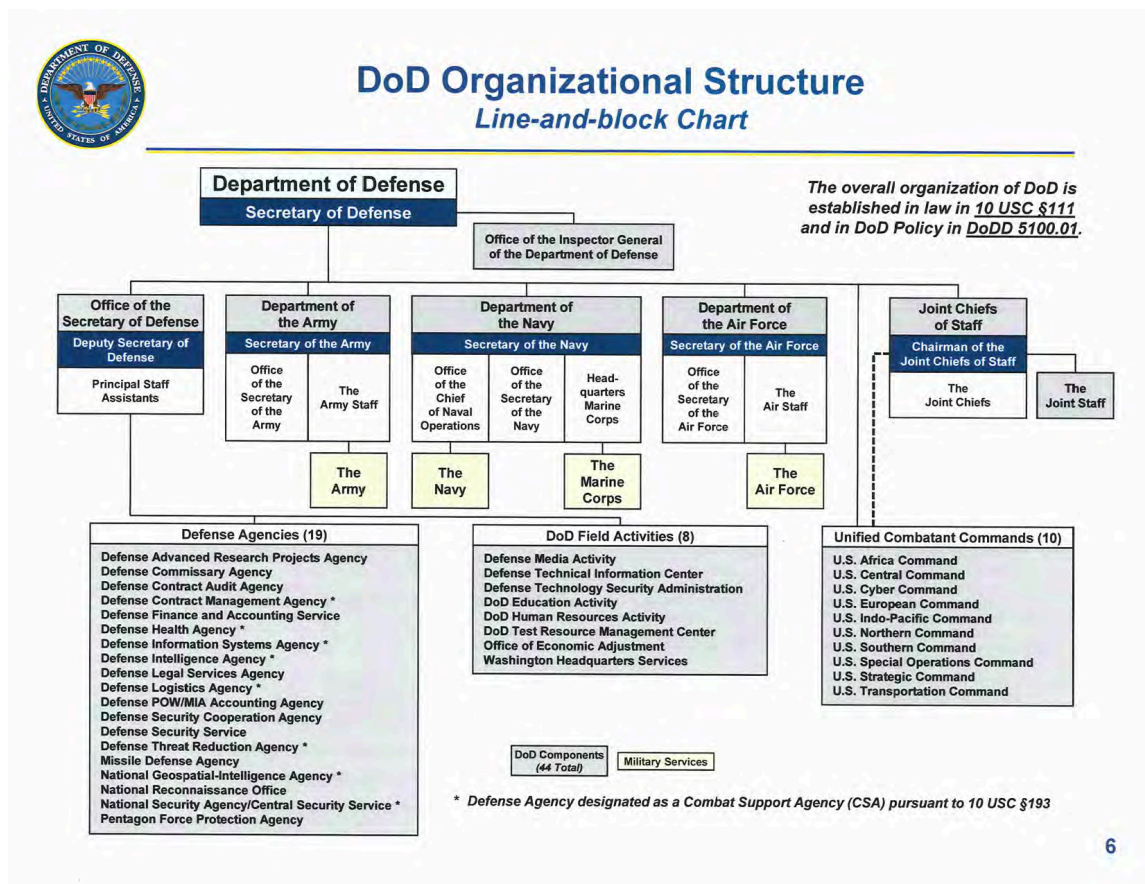 DEPARTMENT OF DEFENSE
UNITED STATES OF AMERICA
DoD Organizational Structure
Line-and-block Chart
Department of Defense
Secretary of Defense
The overall organization of DoD is
established in law in 10 USC §111
and in DoD Policy in DoDD 5100.01.
Office of the Inspector General
of the Department of Defense
Office of the
Secretary of Defense
Deputy Secretary of
Defense
Principal Staff
Assistants
Department of
the Army
Secretary of the Army
Office
of the
Secretary
of the
Army
The
Army Staff
Department of
the Navy
Secretary of the Navy
Office
of the
Chief
of Naval
Operations
Office
of the
Secretary
of the
Navy
Head-
quarters
Marine
Corps
Department of
the Air Force
Secretary of the Air Force
Office
of the
Secretary
of the
Air Force
The
Air Staff
Joint Chiefs
of Staff
Chairman of the
Joint Chiefs of Staff
The
Joint Chiefs
The
Joint Staff
The
Army
The
Navy
The
Marine
Corps
The
Air Force
Defense Agencies (19)
Defense Advanced Research Projects Agency
Defense Commissary Agency
Defense Contract Audit Agency
Defense Contract Management Agency *
Defense Finance and Accounting Service
Defense Health Agency *
Defense Information Systems Agency *
Defense Intelligence Agency *
Defense Legal Services Agency
Defense Logistics Agency *
Defense POW/MIA Accounting Agency
Defense Security Cooperation Agency
Defense Security Service
Defense Threat Reduction Agency *
Missile Defense Agency
National Geospatial-Intelligence Agency *
National Reconnaissance Office
National Security Agency/Central Security Service *
Pentagon Force Protection Agency
DoD Field Activities (8)
Defense Media Activity
Defense Technical Information Center
Defense Technology Security Administration
DoD Education Activity
DoD Human Resources Activity
DoD Test Resource Management Center
Office of Economic Adjustment
Washington Headquarters Services
Unified Combatant Commands (10)
U.S. Africa Command
U.S. Central Command
U.S. Cyber Command
U.S. European Command
U.S. Indo-Pacific Command
U.S. Northern Command
U.S. Southern Command
U.S. Special Operations Command
U.S. Strategic Command
U.S. Transportation Command
DoD Components
(44 Total)
Military Services
* Defense Agency designated as a Combat Support Agency (CSA) pursuant to 10 USC §193
6